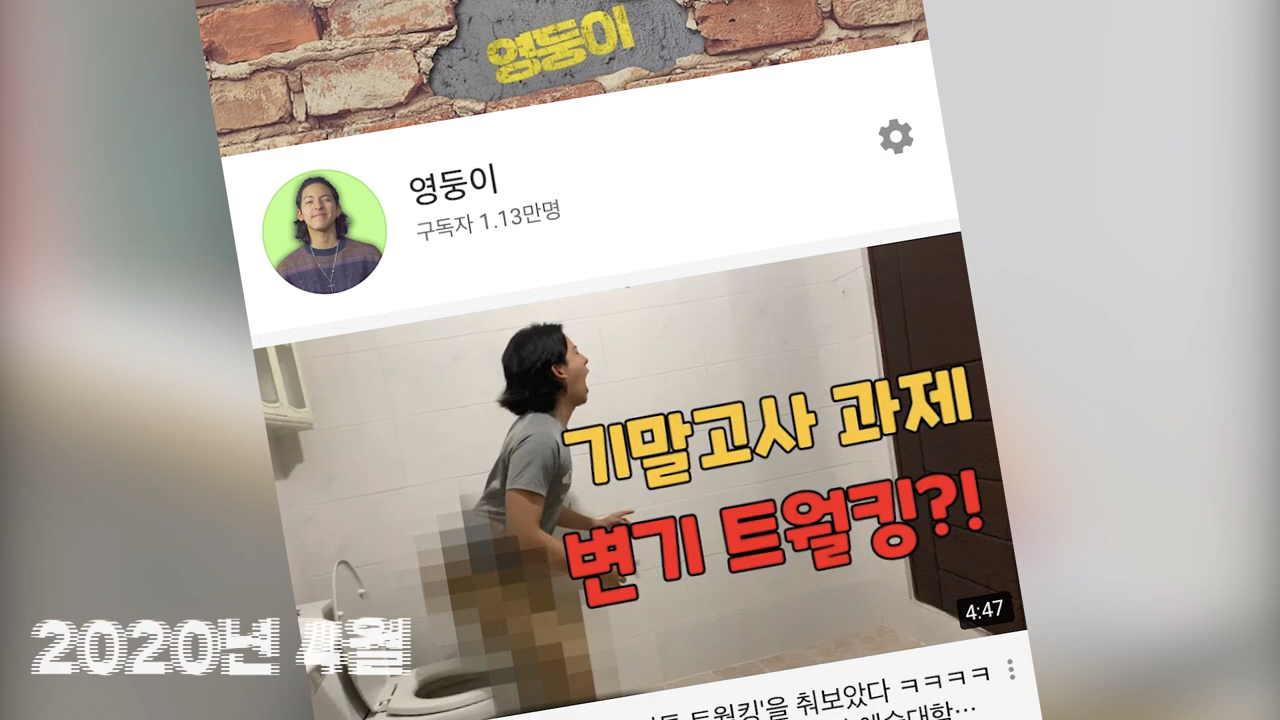 영둥이
영둥이
구독자 1.13만명
기말고사 과제
변기 트월킹?!
4:47
트월킹'을 춰보았다 ㅋㅋㅋㅋ
2020년 4월